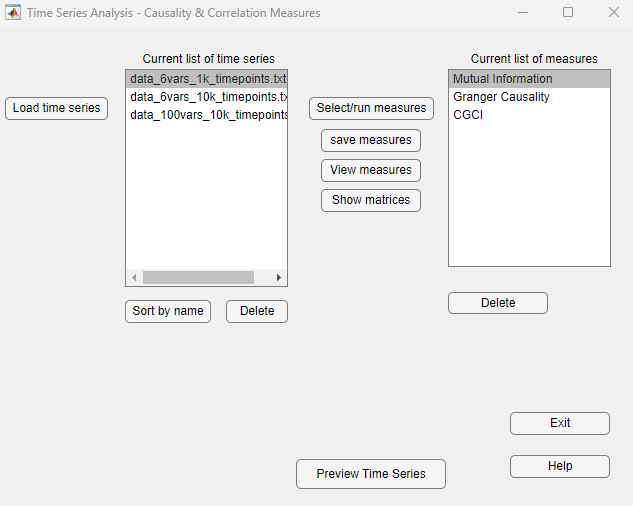 Time Series Analysis - Causality & Correlation Measures
Current list of time series
Current list of measures
Load time series
data_6vars_1k_timepoints.txt
data_6vars_10k_timepoints.tx
data_100vars_10k_timepoints
Select/run measures
save measures
View measures
Show matrices
Mutual Information
Granger Causality
CGCI
Sort by name
Delete
Delete
Exit
Help
Preview Time Series